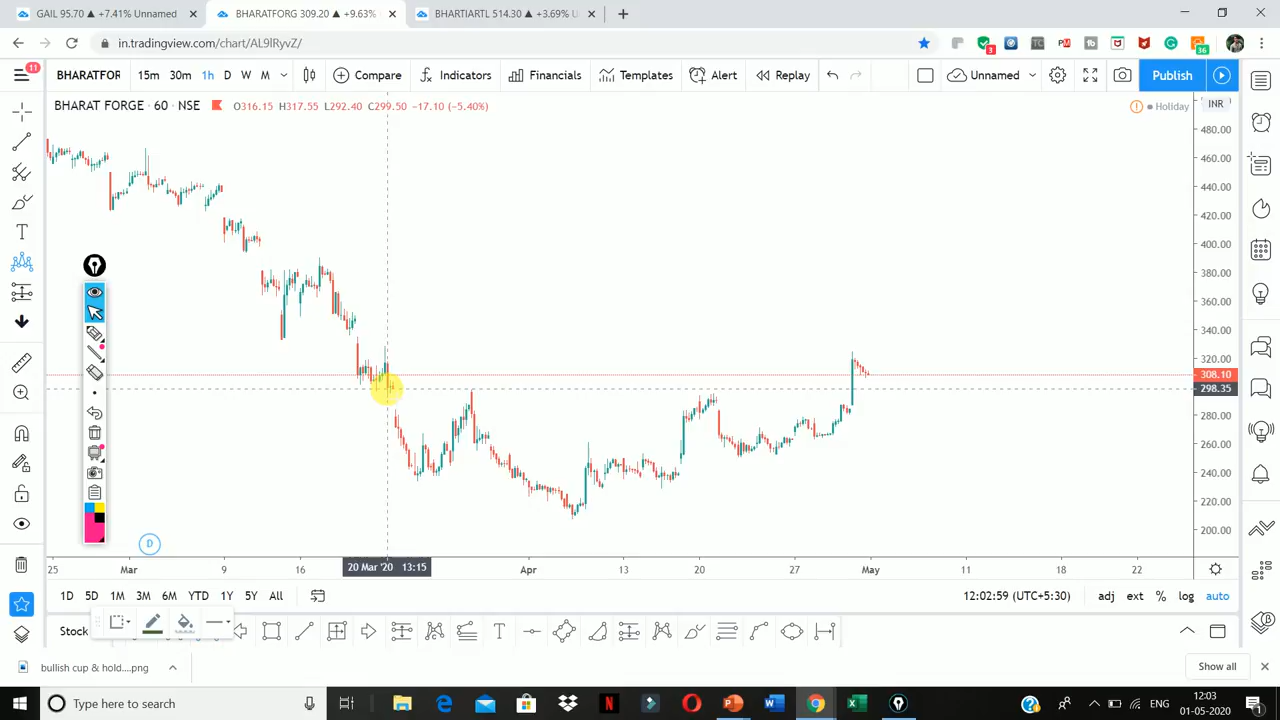 GAIL 95.70 ▲ +7.41% Unnamed
BHARATFORG 309.20 ▲ +9.63%
BHARTIARTL 514.30 ▲ +3.69%
in.tradingview.com/chart/AL9lRyvZ/
3
TC
36
11
BHARATFOR
15m 30m 1h D W M
Compare
Indicators
Financials
Templates
Alert
Replay
Unnamed
Publish
BHARAT FORGE · 60 · NSE
O316.15 H317.55 L292.40 C299.50 -17.10 (-5.40%)
Holiday
INR
480.00
460.00
440.00
420.00
400.00
380.00
360.00
340.00
320.00
308.10
298.35
280.00
260.00
240.00
220.00
200.00
D
25 Mar 9 16 20 Mar '20 13:15 Apr 13 20 27 May 11 18 22
1D 5D 1M 3M 6M YTD 1Y 5Y All
12:02:59 (UTC+5:30)
adj ext % log auto
Stock
bullish cup & hold....png
Show all
Type here to search
ENG
12:03
01-05-2020
1